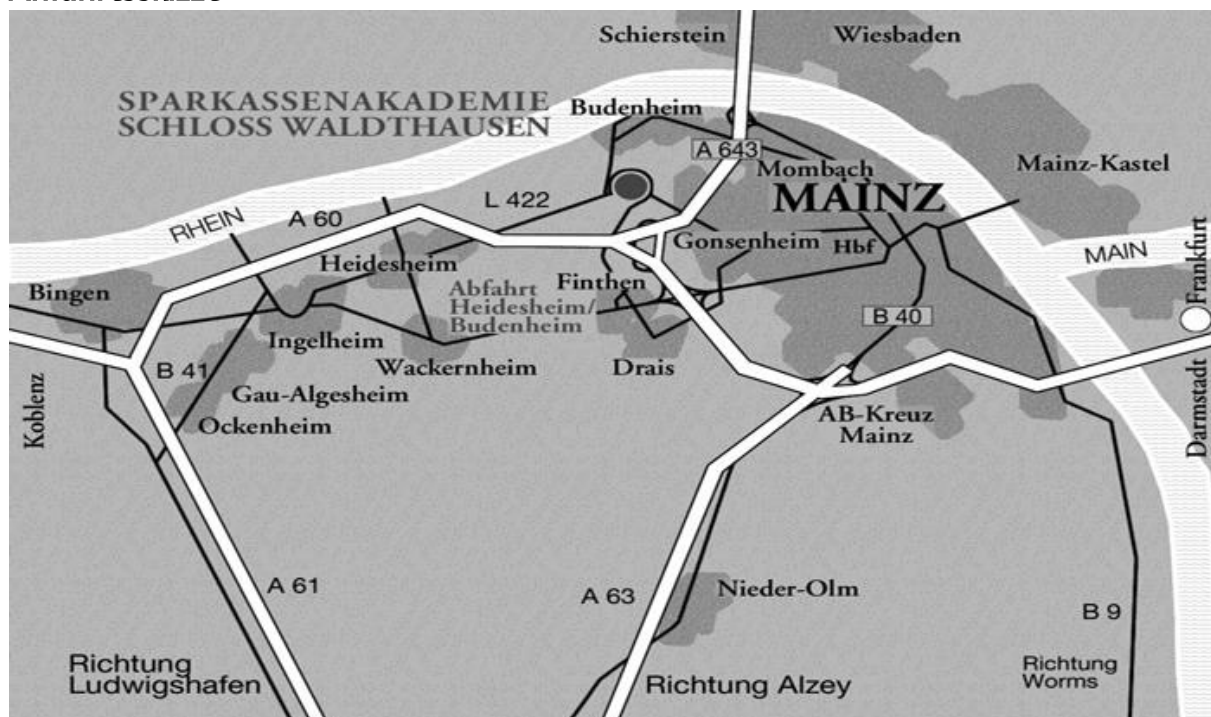 Schierstein
Wiesbaden
SPARKASSENAKADEMIE
SCHLOSS WALDTHAUSEN
Budenheim
A 643
Mombach
Mainz-Kastel
MAINZ
L 422
A 60
RHEIN
Gonsenheim
Hbf
MAIN
Frankfurt
Heidesheim
Finthen
Bingen
Abfahrt
Heidesheim/
Budenheim
B 40
Ingelheim
Wackernheim
Drais
B 41
Gau-Algesheim
Ockenheim
Koblenz
AB-Kreuz
Mainz
Darmstadt
A 61
A 63
Nieder-Olm
B 9
Richtung
Ludwigshafen
Richtung Alzey
Richtung
Worms